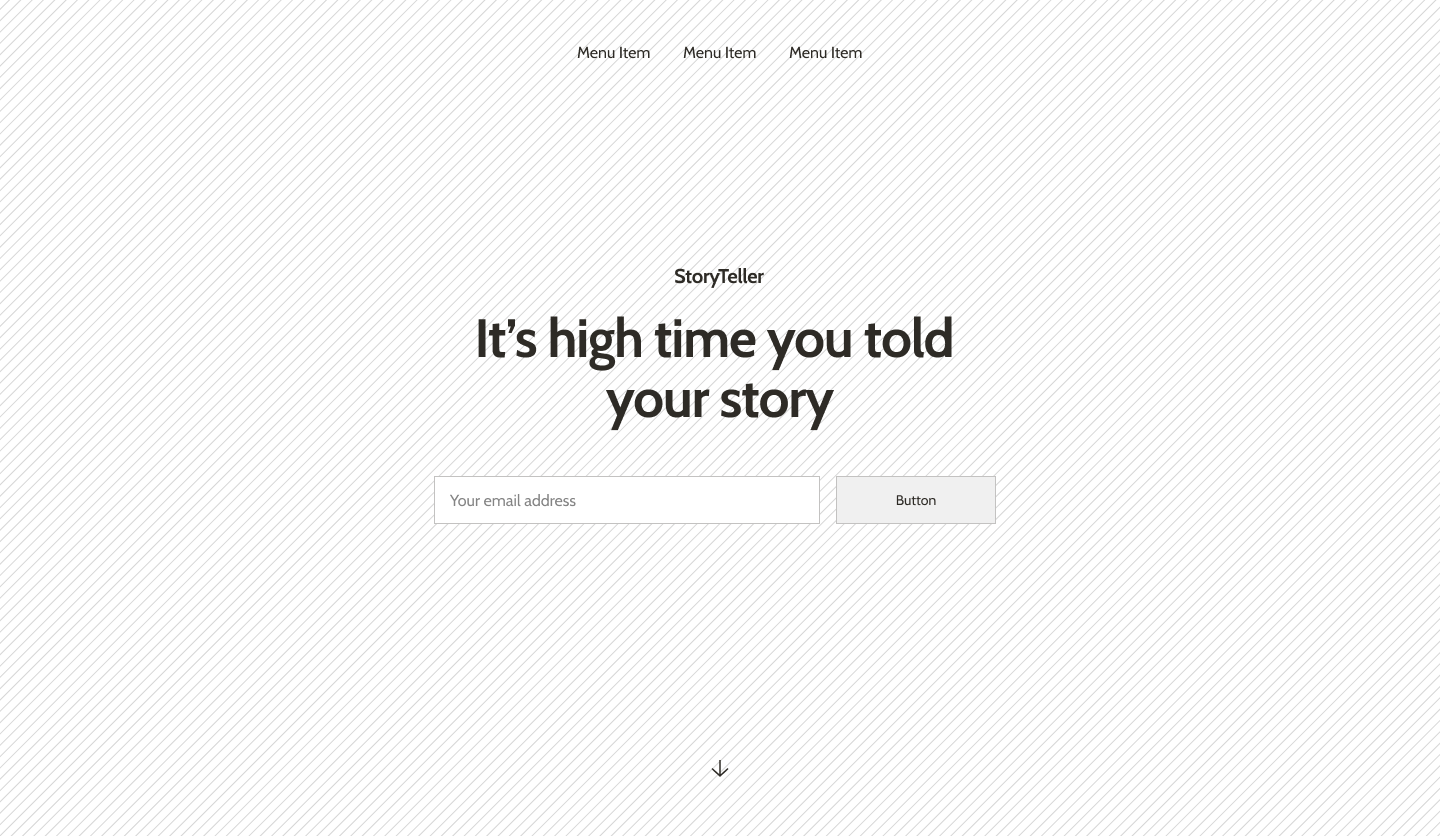 Menu Item Menu Item Menu Item
StoryTeller
It’s high time you told
your story
Your email address
Button